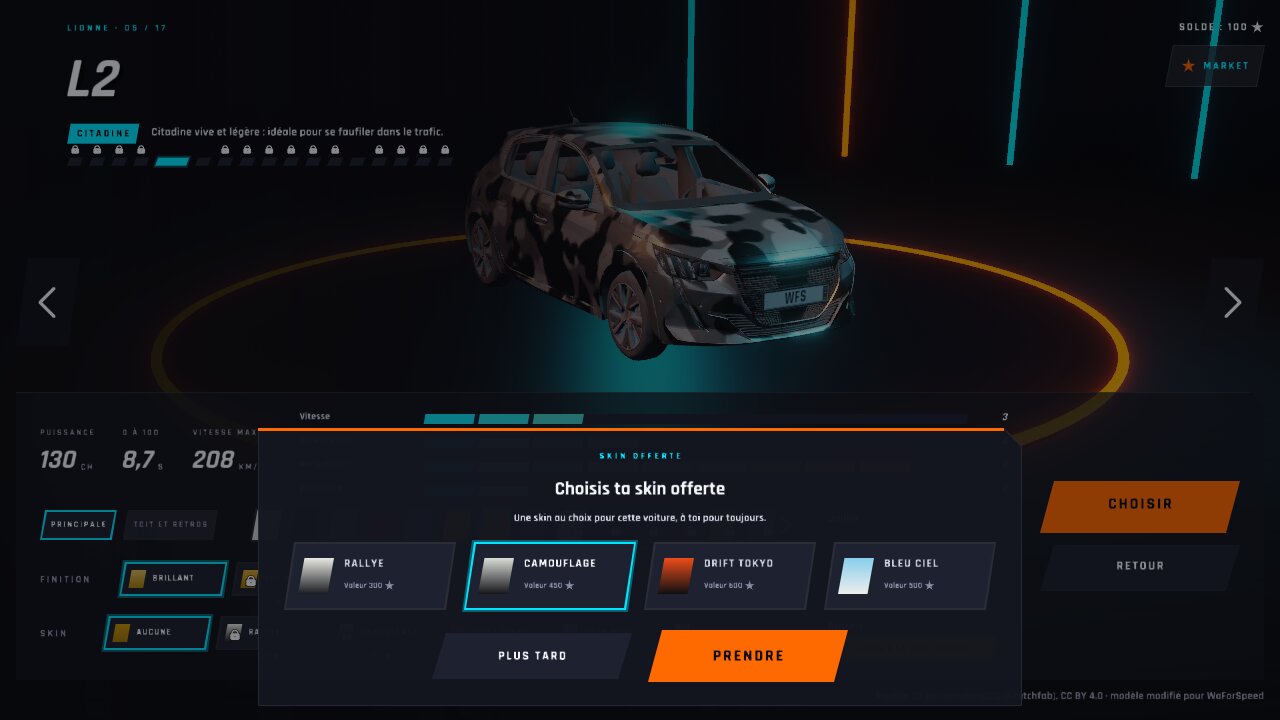 LIONNE · 05 / 17
SOLDE : 100 ★
L2
★ MARKET
CITADINE
Citadine vive et légère : idéale pour se faufiler dans le trafic.
WFS
Vitesse
3
PUISSANCE
0 À 100
VITESSE MAX
130 CH
8,7 S
208 KM/
PRINCIPALE
TOIT ET RETROS
FINITION
BRILLANT
SKIN
AUCUNE
SKIN OFFERTE
Choisis ta skin offerte
Une skin au choix pour cette voiture, à toi pour toujours.
RALLYE
Valeur 300 ★
CAMOUFLAGE
Valeur 450 ★
DRIFT TOKYO
Valeur 600 ★
BLEU CIEL
Valeur 500 ★
PLUS TARD
PRENDRE
CHOISIR
RETOUR
CC BY 4.0 · modèle modifié pour WaForSpeed